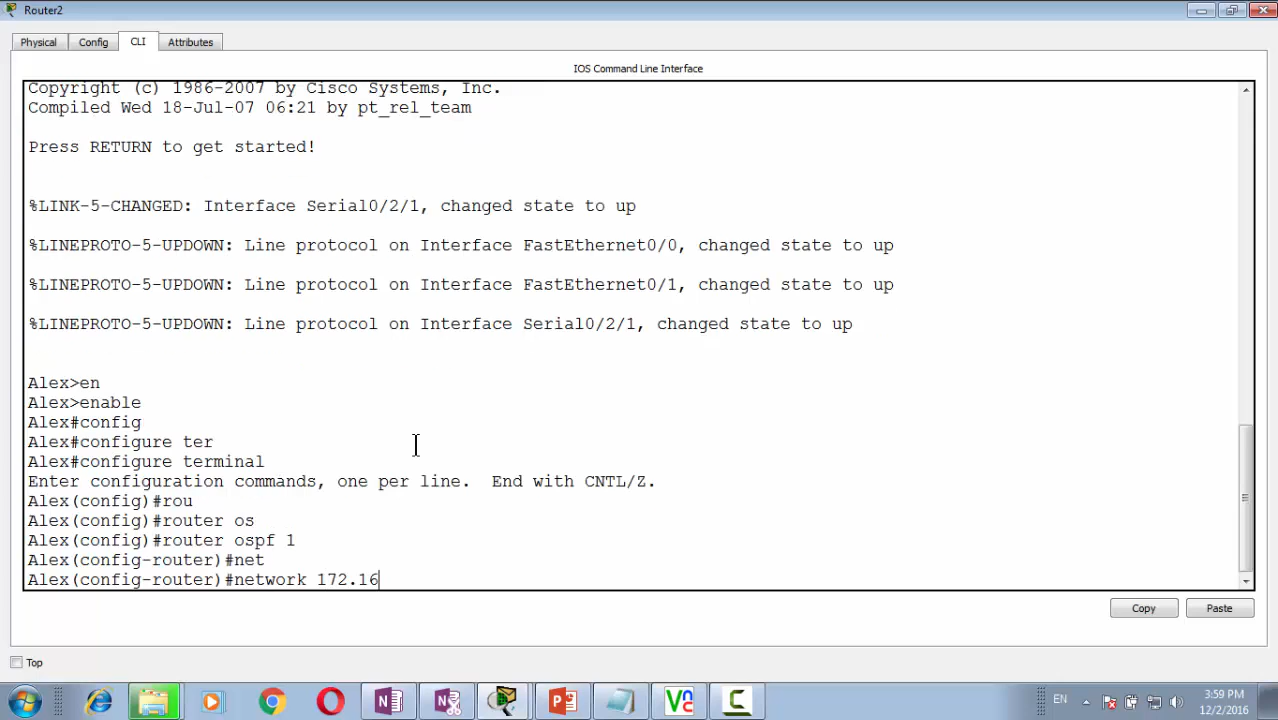 Router2
Physical
Config
CLI
Attributes
IOS Command Line Interface
Copyright (c) 1986-2007 by Cisco Systems, Inc.
Compiled Wed 18-Jul-07 06:21 by pt_rel_team
Press RETURN to get started!
%LINK-5-CHANGED: Interface Serial0/2/1, changed state to up
%LINEPROTO-5-UPDOWN: Line protocol on Interface FastEthernet0/0, changed state to up
%LINEPROTO-5-UPDOWN: Line protocol on Interface FastEthernet0/1, changed state to up
%LINEPROTO-5-UPDOWN: Line protocol on Interface Serial0/2/1, changed state to up
Alex>en
Alex>enable
Alex#config
Alex#configure ter
Alex#configure terminal
Enter configuration commands, one per line.  End with CNTL/Z.
Alex(config)#rou
Alex(config)#router os
Alex(config)#router ospf 1
Alex(config-router)#net
Alex(config-router)#network 172.16
Copy
Paste
Top
EN
3:59 PM
12/2/2016